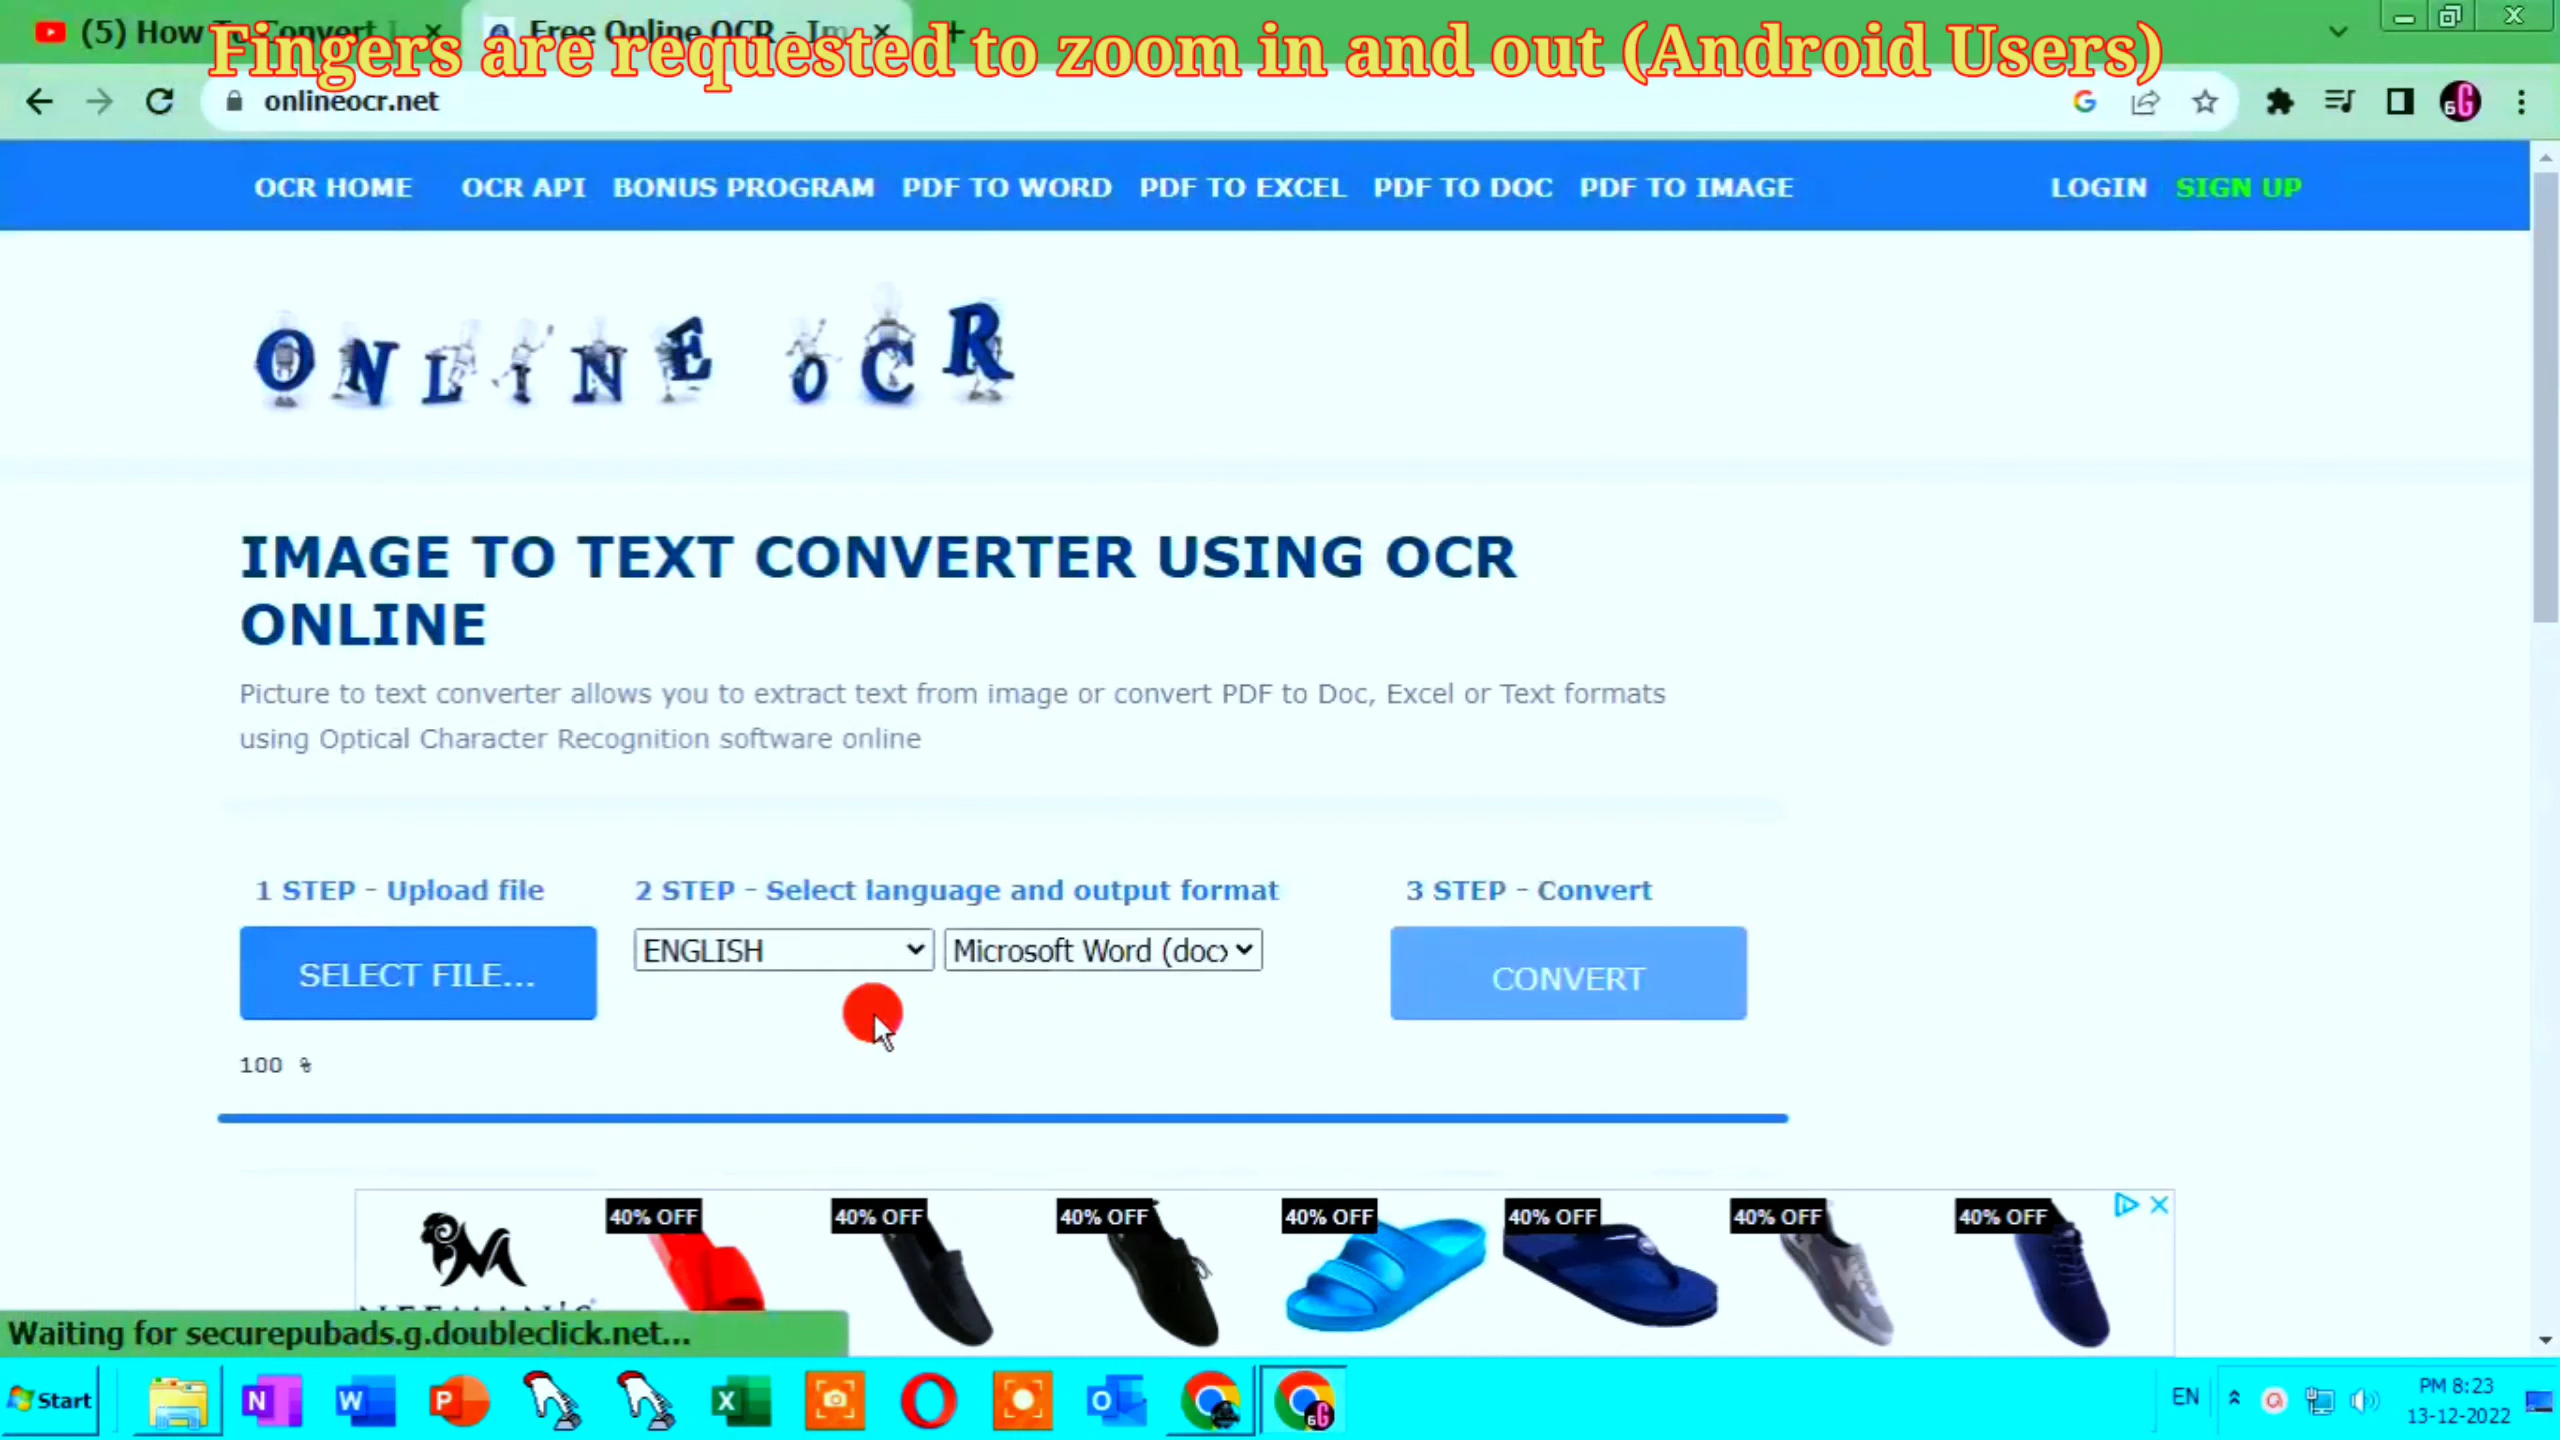 (5) How To Convert I
Free Online OCR - Im
Fingers are requested to zoom in and out (Android Users)
onlineocr.net
OCR HOME OCR API BONUS PROGRAM PDF TO WORD PDF TO EXCEL PDF TO DOC PDF TO IMAGE LOGIN SIGN UP
ONLINE OCR
IMAGE TO TEXT CONVERTER USING OCR
ONLINE
Picture to text converter allows you to extract text from image or convert PDF to Doc, Excel or Text formats
using Optical Character Recognition software online
1 STEP - Upload file 2 STEP - Select language and output format 3 STEP - Convert
SELECT FILE... ENGLISH Microsoft Word (docx CONVERT
100 %
40% OFF 40% OFF 40% OFF 40% OFF 40% OFF 40% OFF 40% OFF
NEEMAN'S
Waiting for securepubads.g.doubleclick.net...
Start EN PM 8:23
13-12-2022